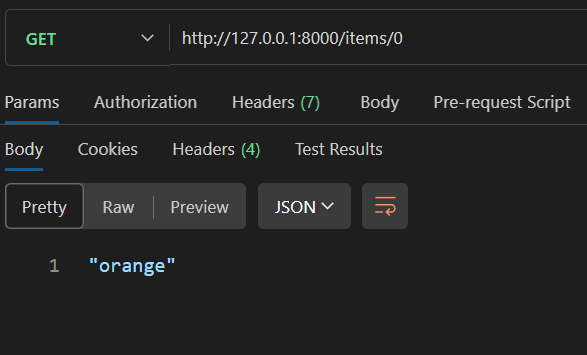 GET http://127.0.0.1:8000/items/0
Params Authorization Headers (7) Body Pre-request Script
Body Cookies Headers (4) Test Results
Pretty Raw Preview JSON
1 "orange"